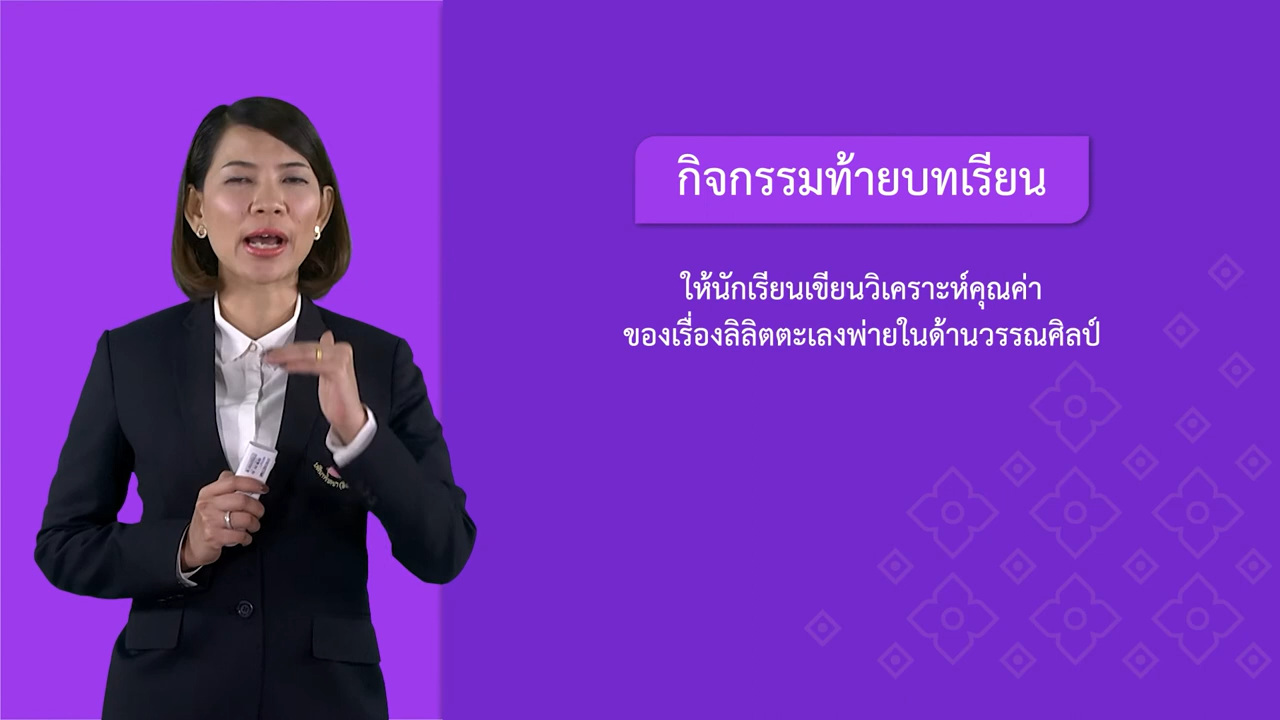 กิจกรรมท้ายบทเรียน
ให้นักเรียนเขียนวิเคราะห์คุณค่า
ของเรื่องลิลิตตะเลงพ่ายในด้านวรรณศิลป์